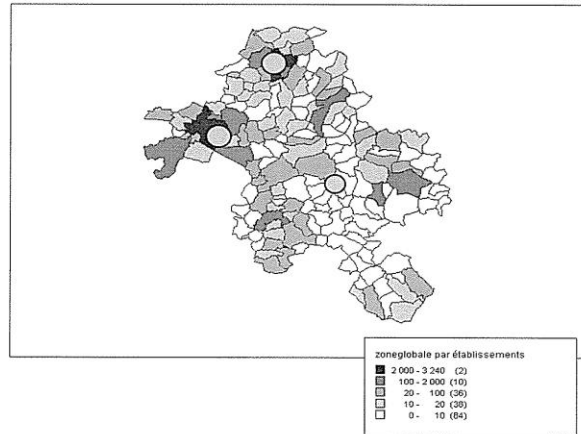 zoneglobale par établissements
2 000 - 3 240 (2)
100 - 2 000 (10)
20 - 100 (36)
10 - 20 (38)
0 - 10 (84)